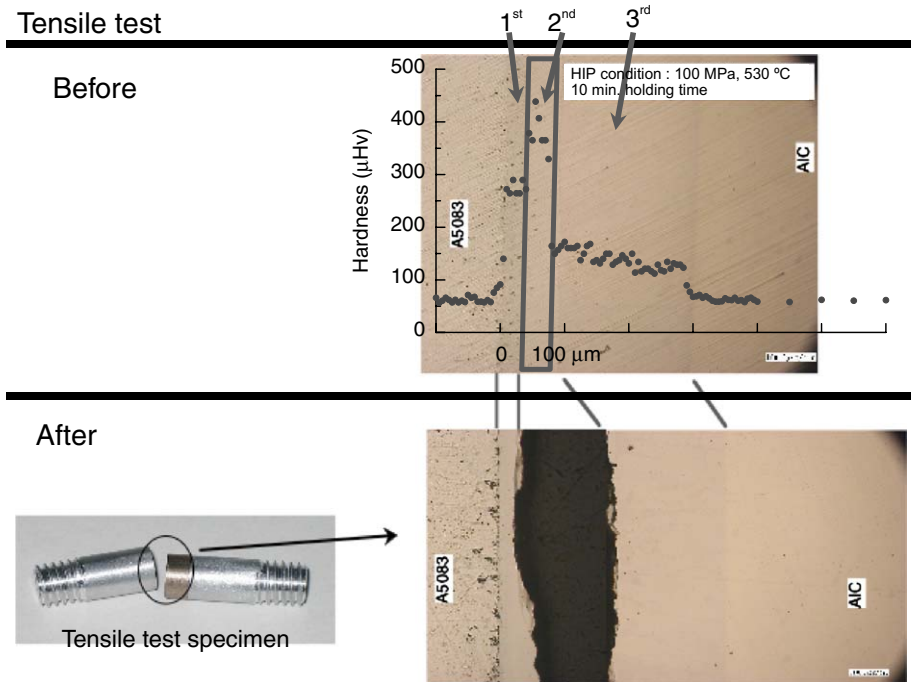 Tensile test
1st 2nd 3rd
Before
500
400
300
200
100
0
Hardness (μHv)
HIP condition : 100 MPa, 530 ºC
10 min. holding time
A5083
AlC
0 100 μm
After
A5083
AlC
Tensile test specimen